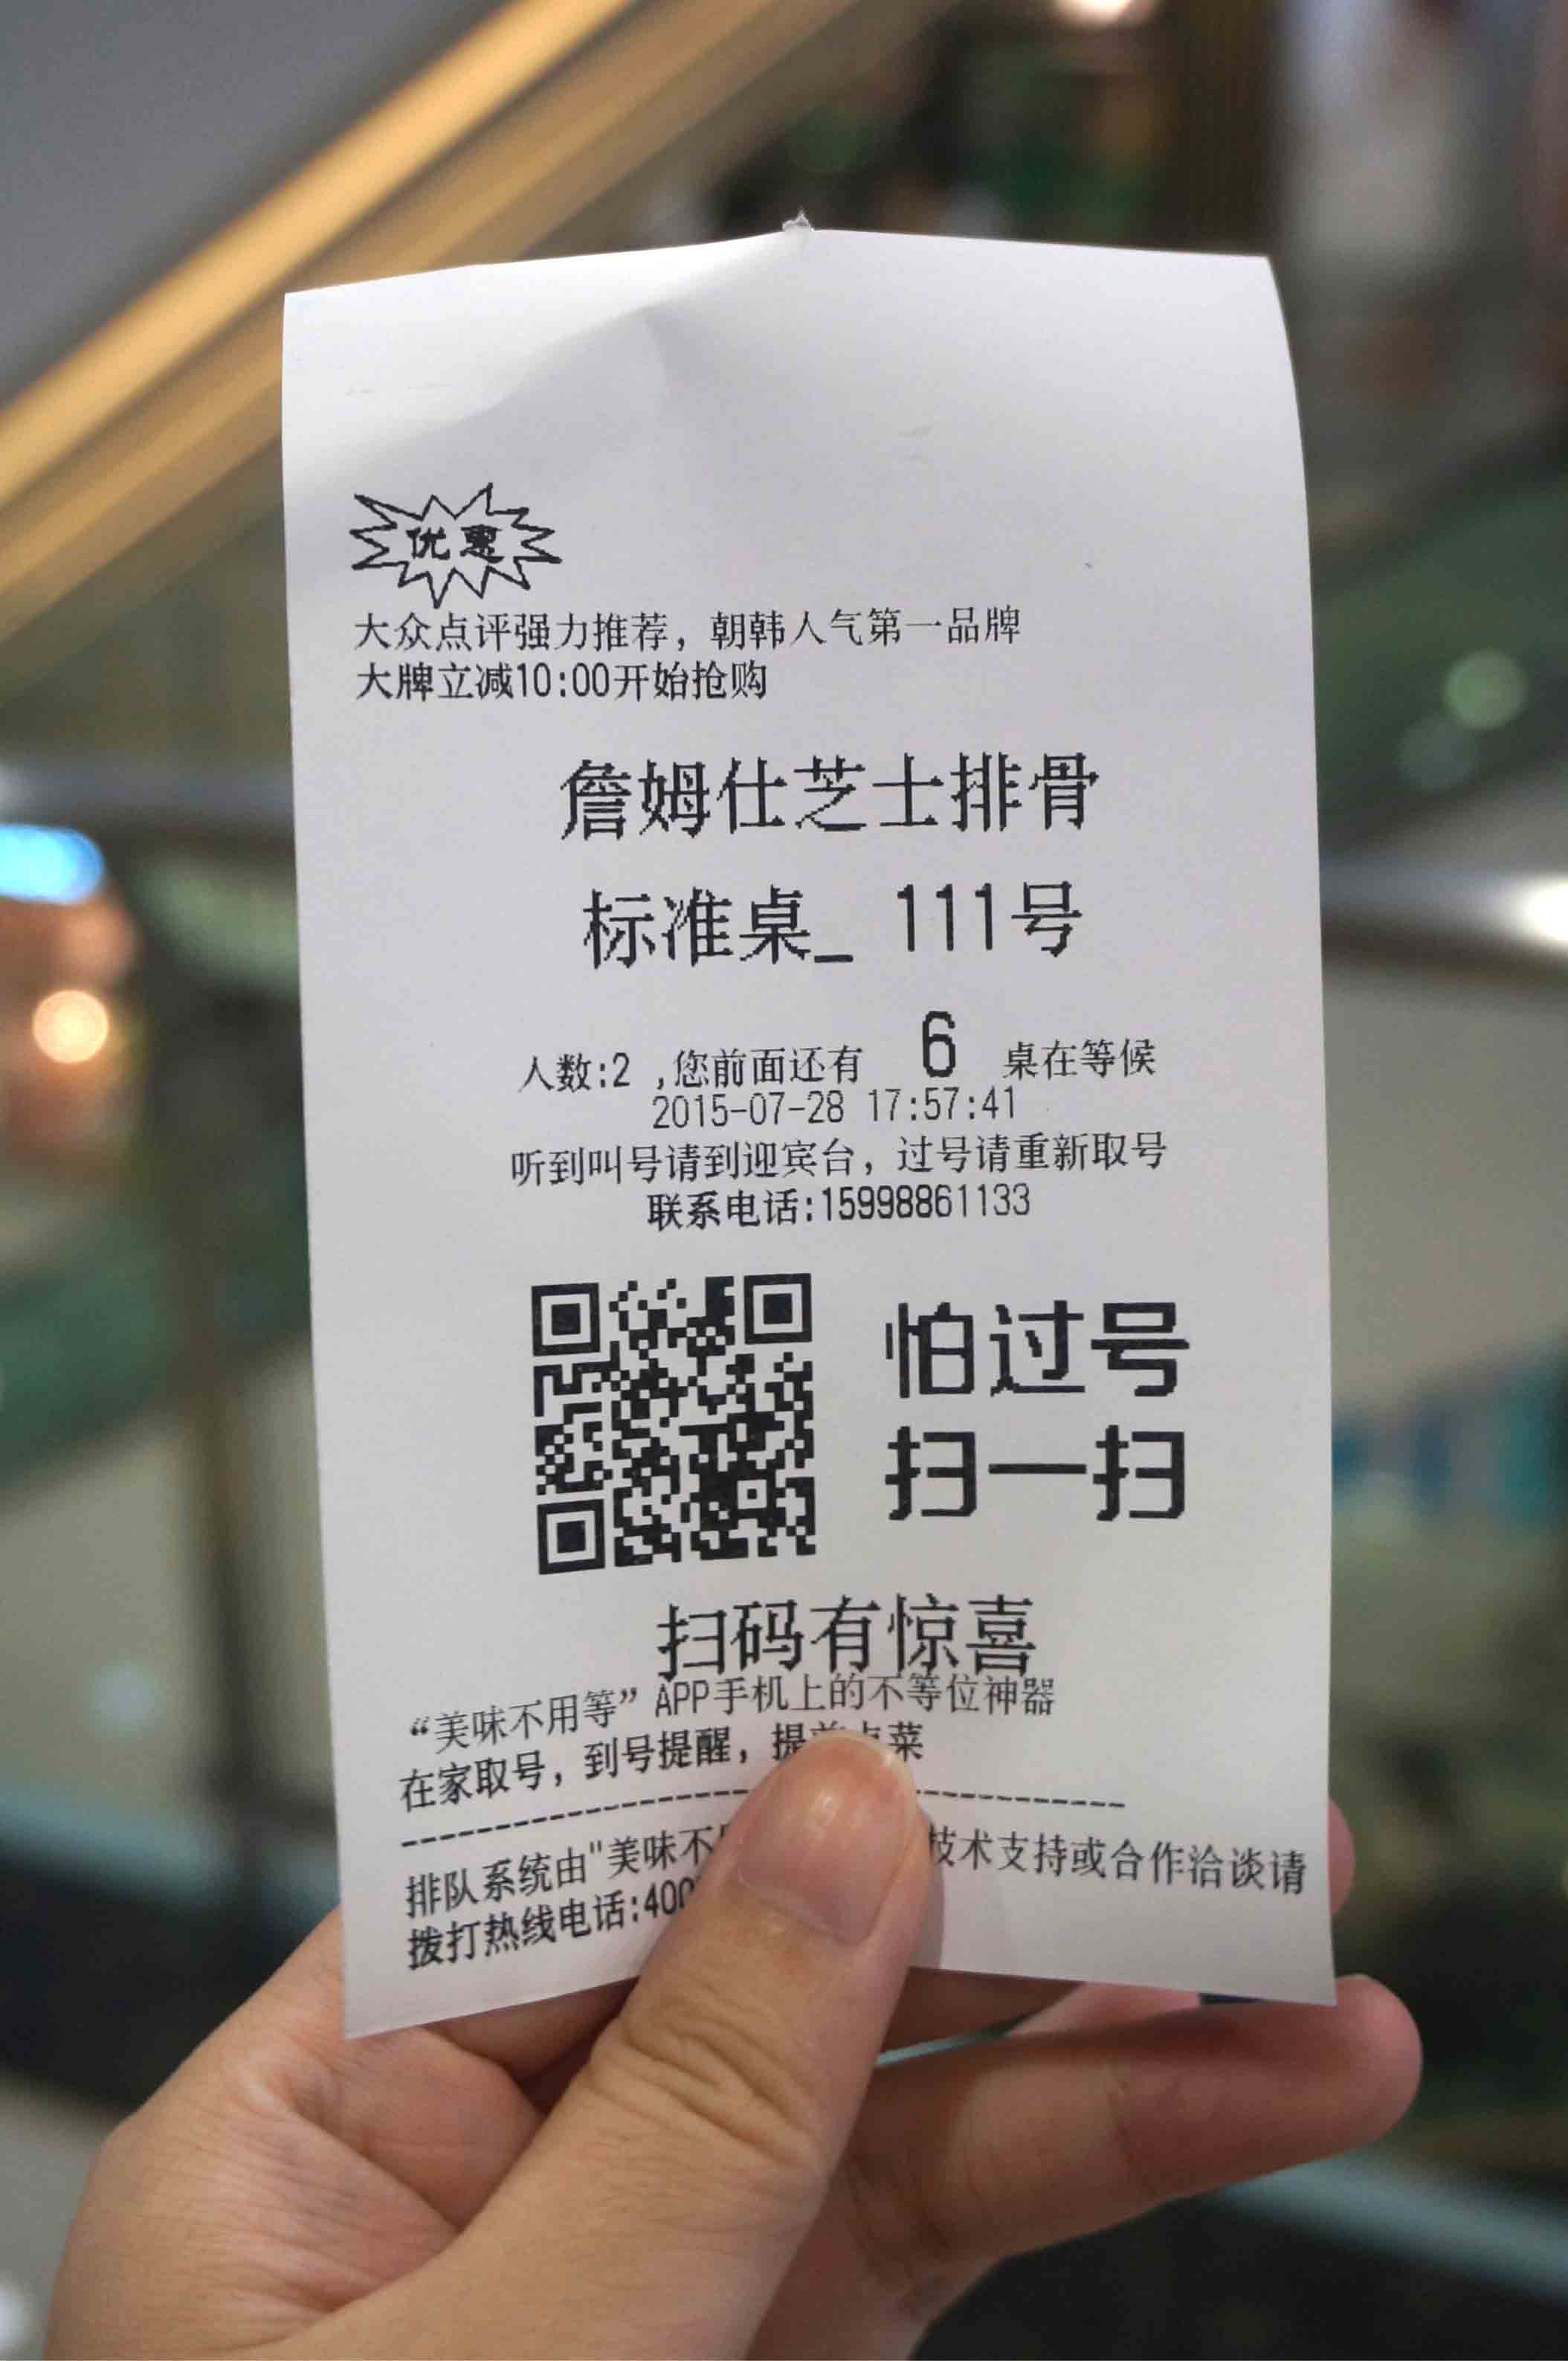 优惠
大众点评强力推荐，朝韩人气第一品牌
大牌立减10:00开始抢购
詹姆仕芝士排骨
标准桌_ 111号
人数:2 ,您前面还有 6 桌在等候
2015-07-28 17:57:41
听到叫号请到迎宾台，过号请重新取号
联系电话:15998861133
怕过号
扫一扫
扫码有惊喜
“美味不用等”APP手机上的不等位神器
在家取号，到号提醒，提前点菜
排队系统由"美味不 技术支持或合作洽谈请
拨打热线电话:400